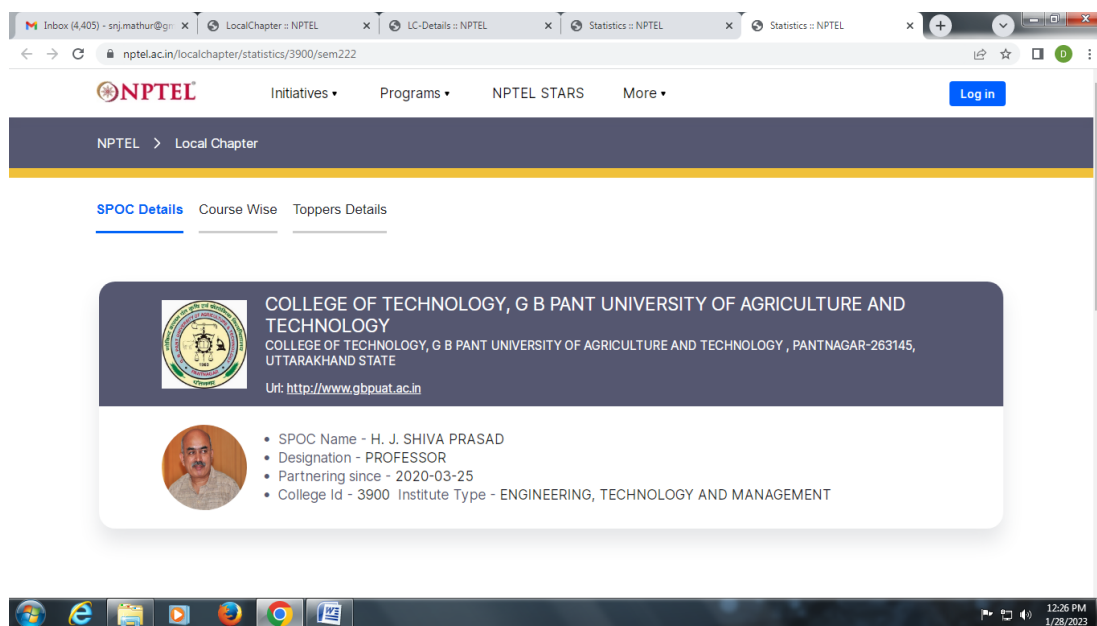 Inbox (4,405) - snj.mathur@gm
LocalChapter :: NPTEL
LC-Details :: NPTEL
Statistics :: NPTEL
Statistics :: NPTEL
nptel.ac.in/localchapter/statistics/3900/sem222
D
NPTEL Initiatives Programs NPTEL STARS More Log in
NPTEL > Local Chapter
SPOC Details Course Wise Toppers Details
COLLEGE OF TECHNOLOGY, G B PANT UNIVERSITY OF AGRICULTURE AND
TECHNOLOGY
COLLEGE OF TECHNOLOGY, G B PANT UNIVERSITY OF AGRICULTURE AND TECHNOLOGY , PANTNAGAR-263145,
UTTARAKHAND STATE
Url: http://www.gbpuat.ac.in
• SPOC Name - H. J. SHIVA PRASAD
• Designation - PROFESSOR
• Partnering since - 2020-03-25
• College Id - 3900 Institute Type - ENGINEERING, TECHNOLOGY AND MANAGEMENT
12:26 PM
1/28/2023